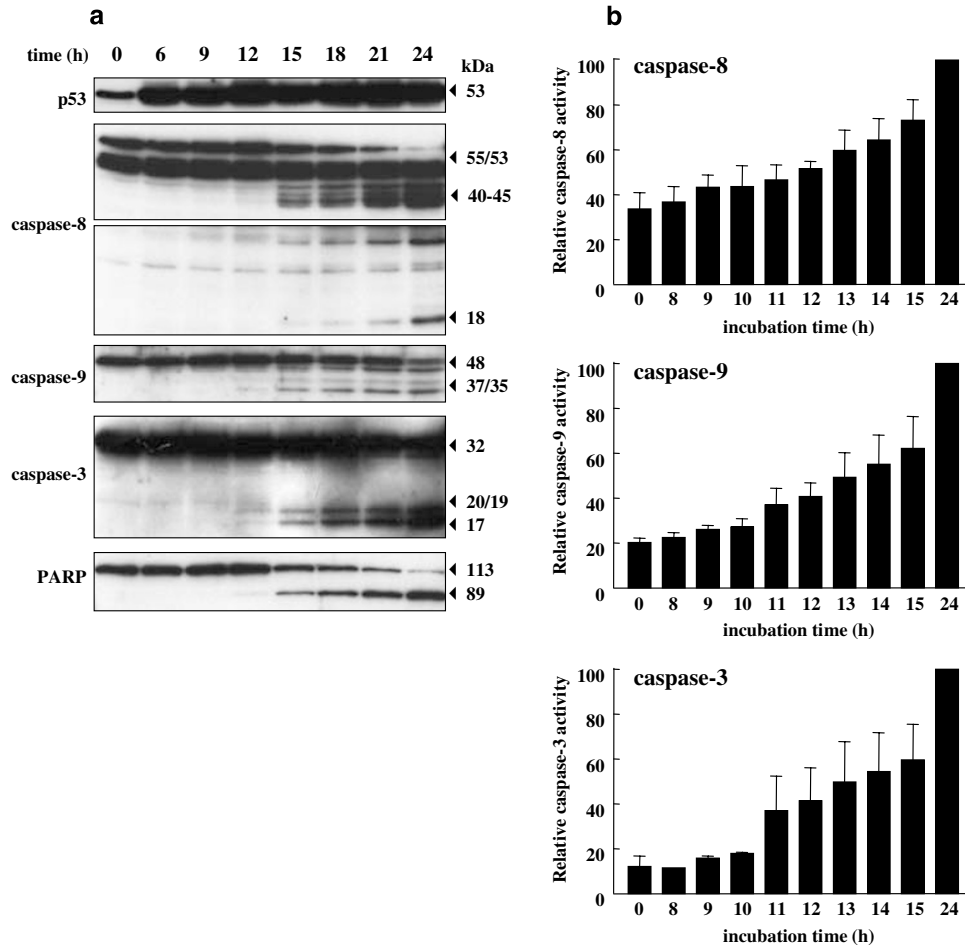 a
time (h) 0 6 9 12 15 18 21 24
kDa
p53
53
55/53
40-45
caspase-8
18
48
caspase-9
37/35
32
caspase-3
20/19
17
PARP
113
89
b
caspase-8
Relative caspase-8 activity
100
80
60
40
20
0
0 8 9 10 11 12 13 14 15 24
incubation time (h)
caspase-9
Relative caspase-9 activity
100
80
60
40
20
0
0 8 9 10 11 12 13 14 15 24
incubation time (h)
caspase-3
Relative caspase-3 activity
100
80
60
40
20
0
0 8 9 10 11 12 13 14 15 24
incubation time (h)